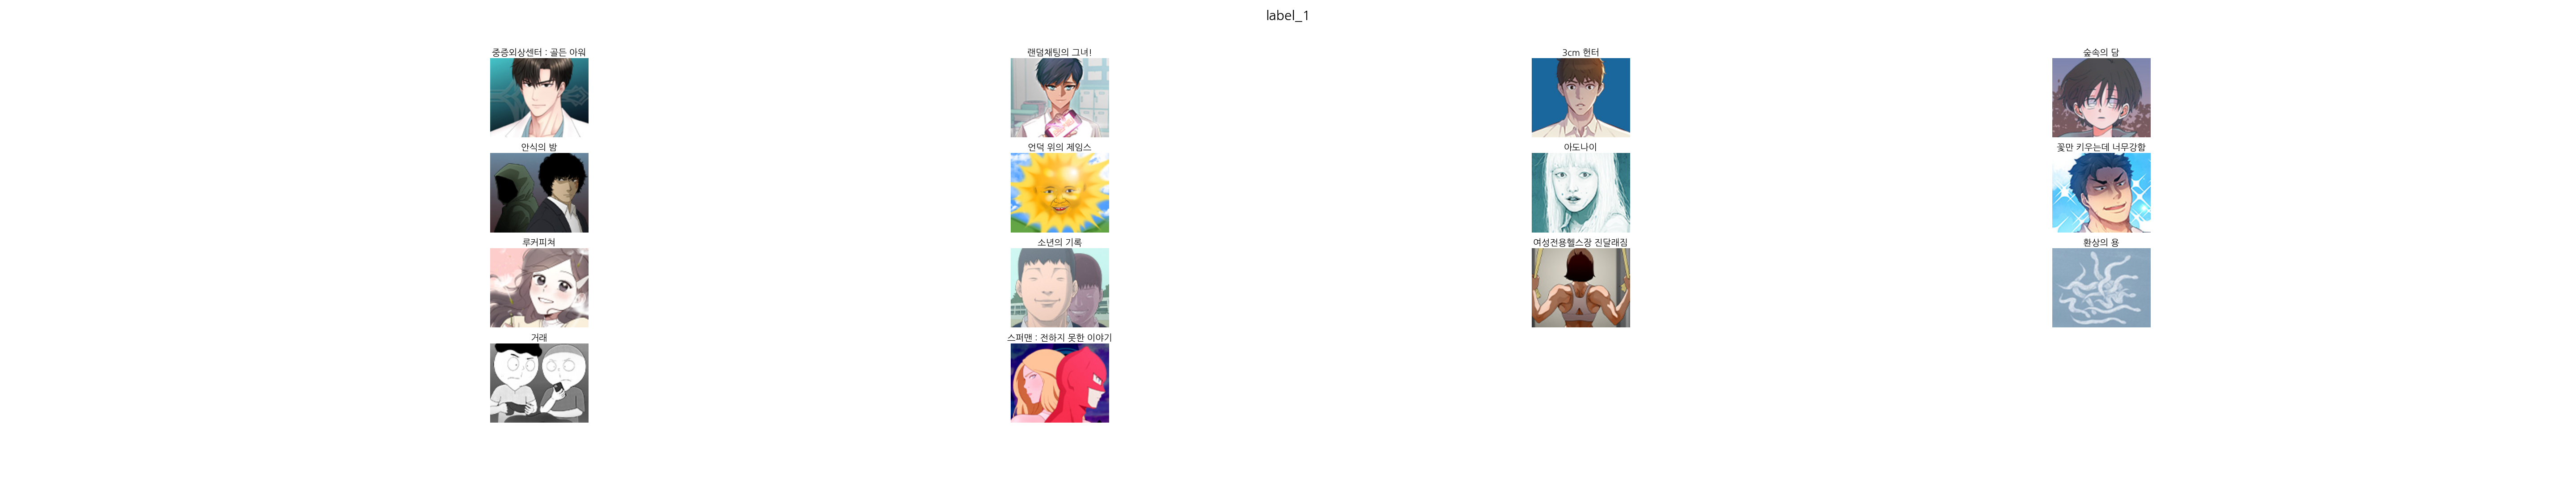 label_1
중증외상센터 : 골든 아워
랜덤채팅의 그녀!
3cm 헌터
숲속의 담
안식의 밤
언덕 위의 제임스
아도나이
꽃만 키우는데 너무강함
루커피쳐
소년의 기록
여성전용헬스장 진달래짐
환상의 용
거래
스퍼맨 : 전하지 못한 이야기